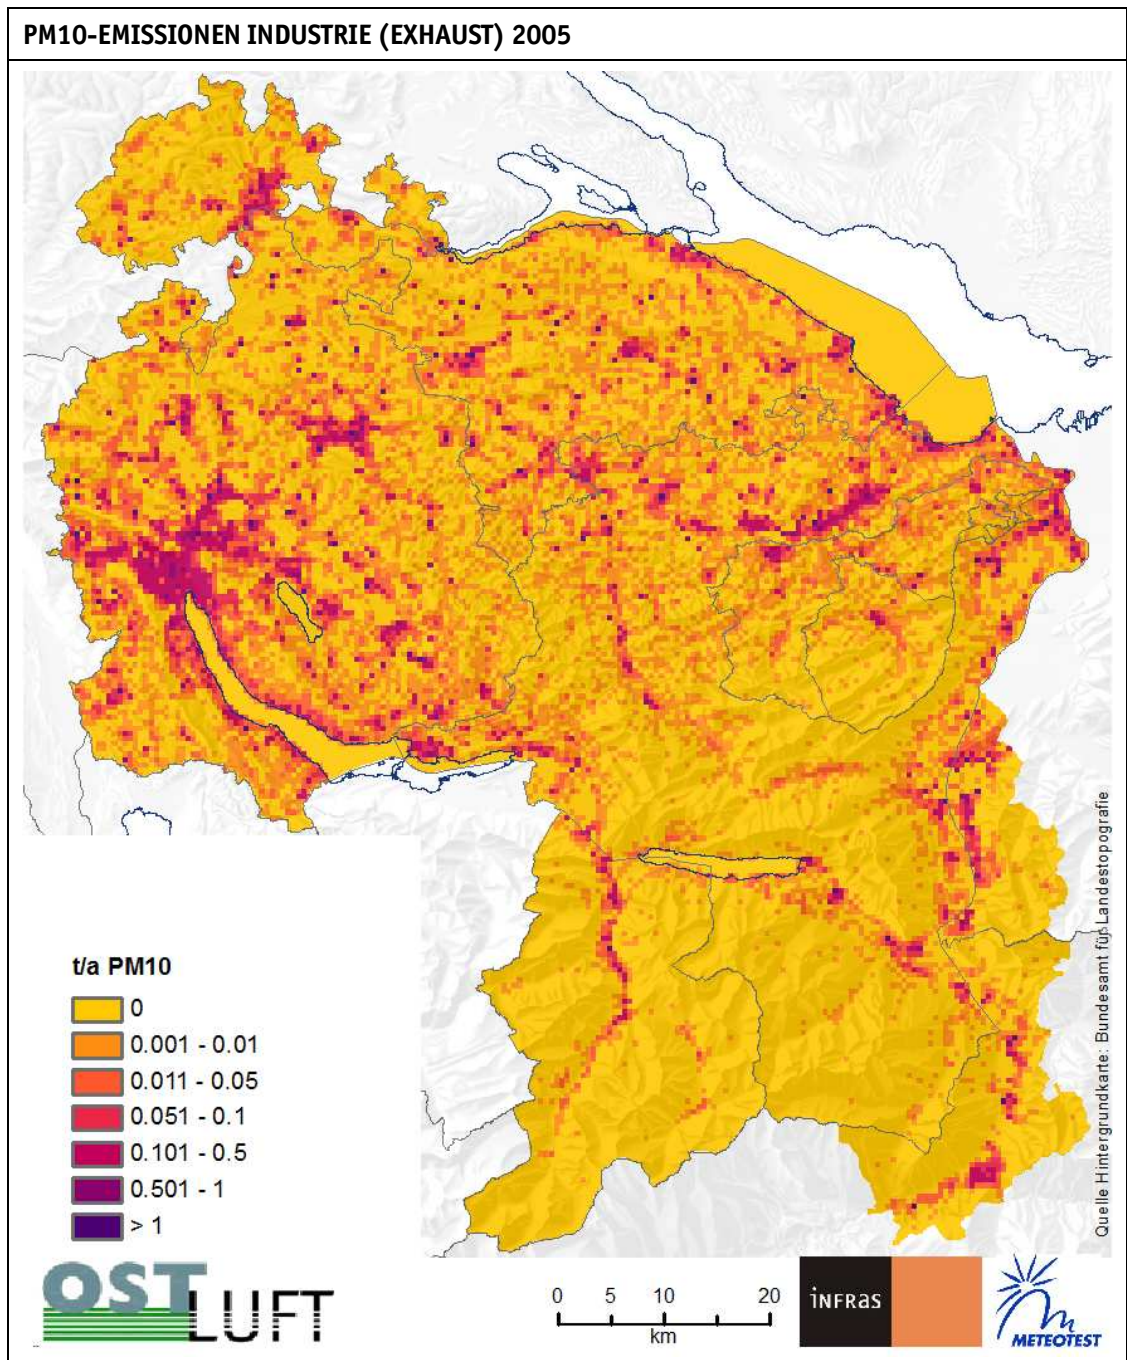 PM10-EMISSIONEN INDUSTRIE (EXHAUST) 2005
Quelle Hintergrundkarte: Bundesamt für Landestopografie
t/a PM10
0
0.001 - 0.01
0.011 - 0.05
0.051 - 0.1
0.101 - 0.5
0.501 - 1
> 1
OSTLUFT
0 5 10 20
km
iNFRAS
METEOTEST